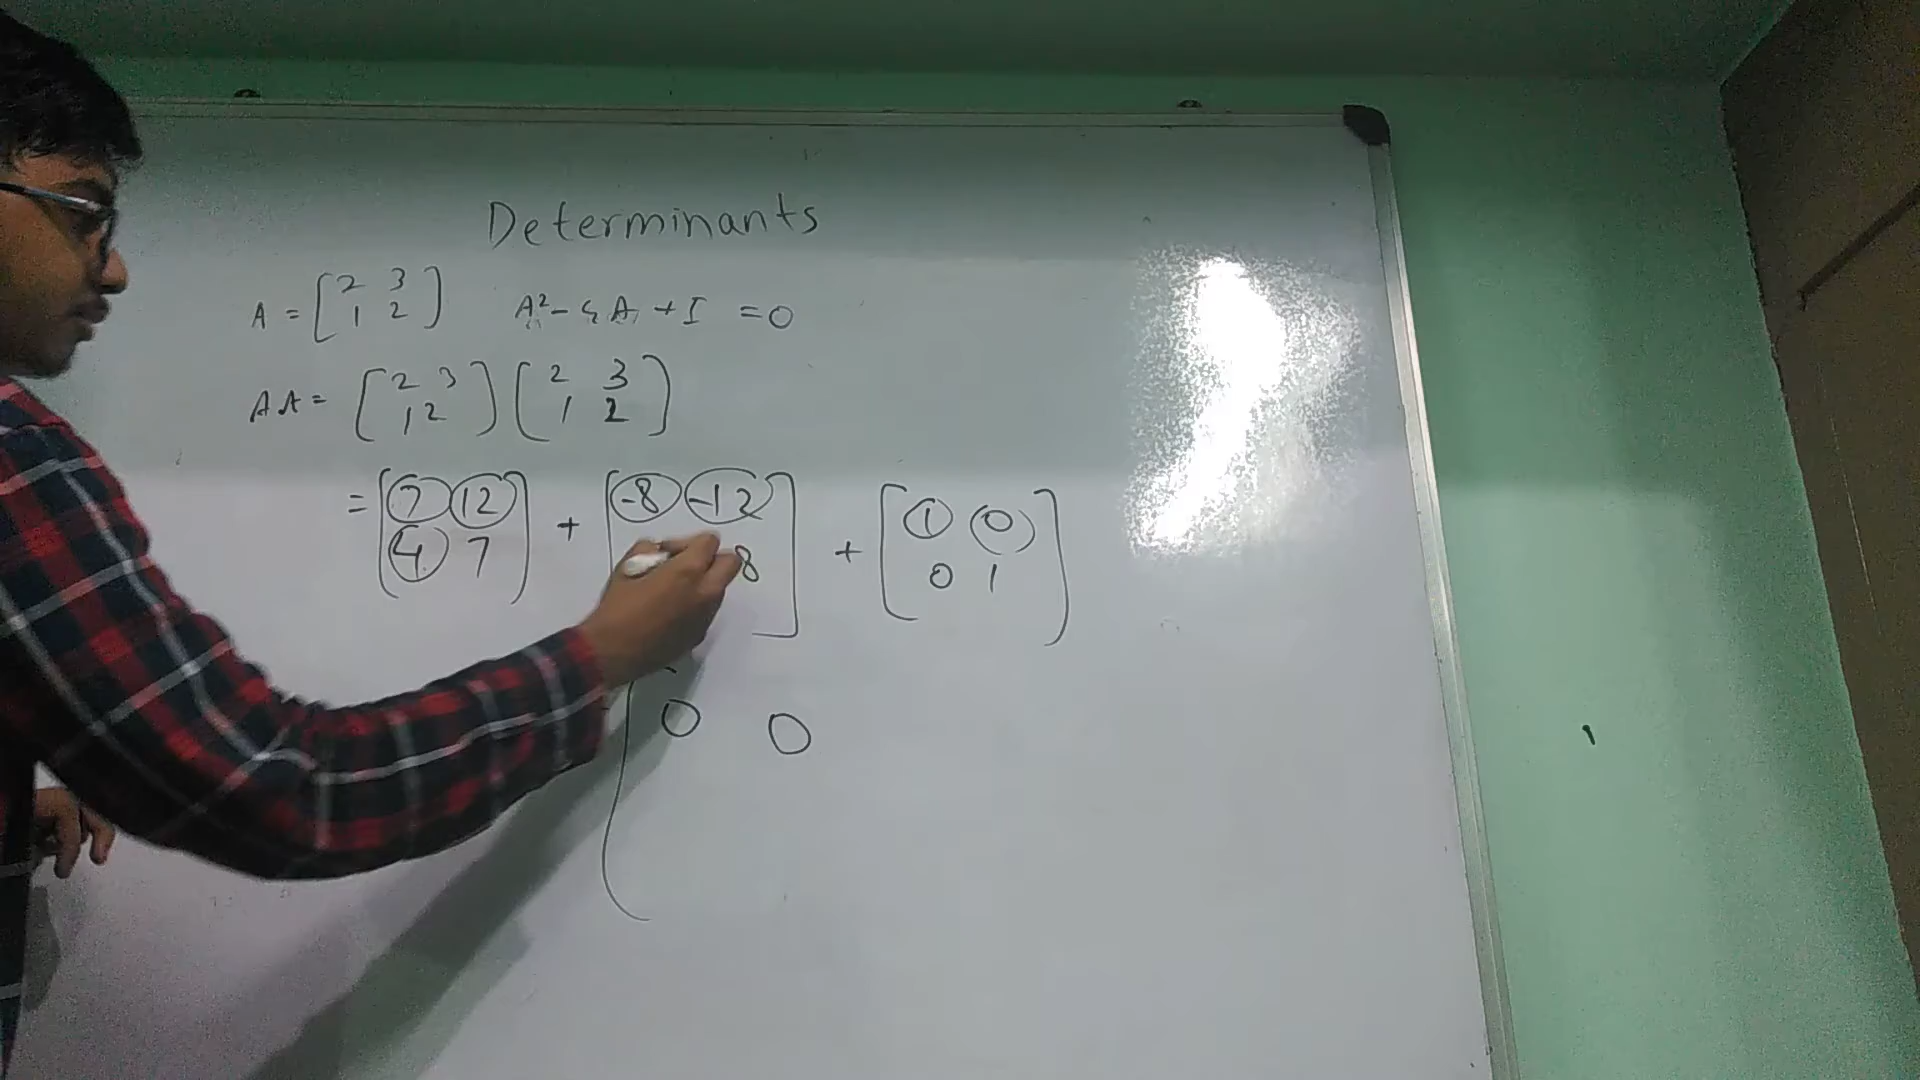 Determinants
A = [2 3 A² - 4A + I = 0
1 2]
AA = [2 3] [2 3]
1 2 1 2
= [7 12] + [-8 -12] + [1 0]
4 7 8 0 1
0 0